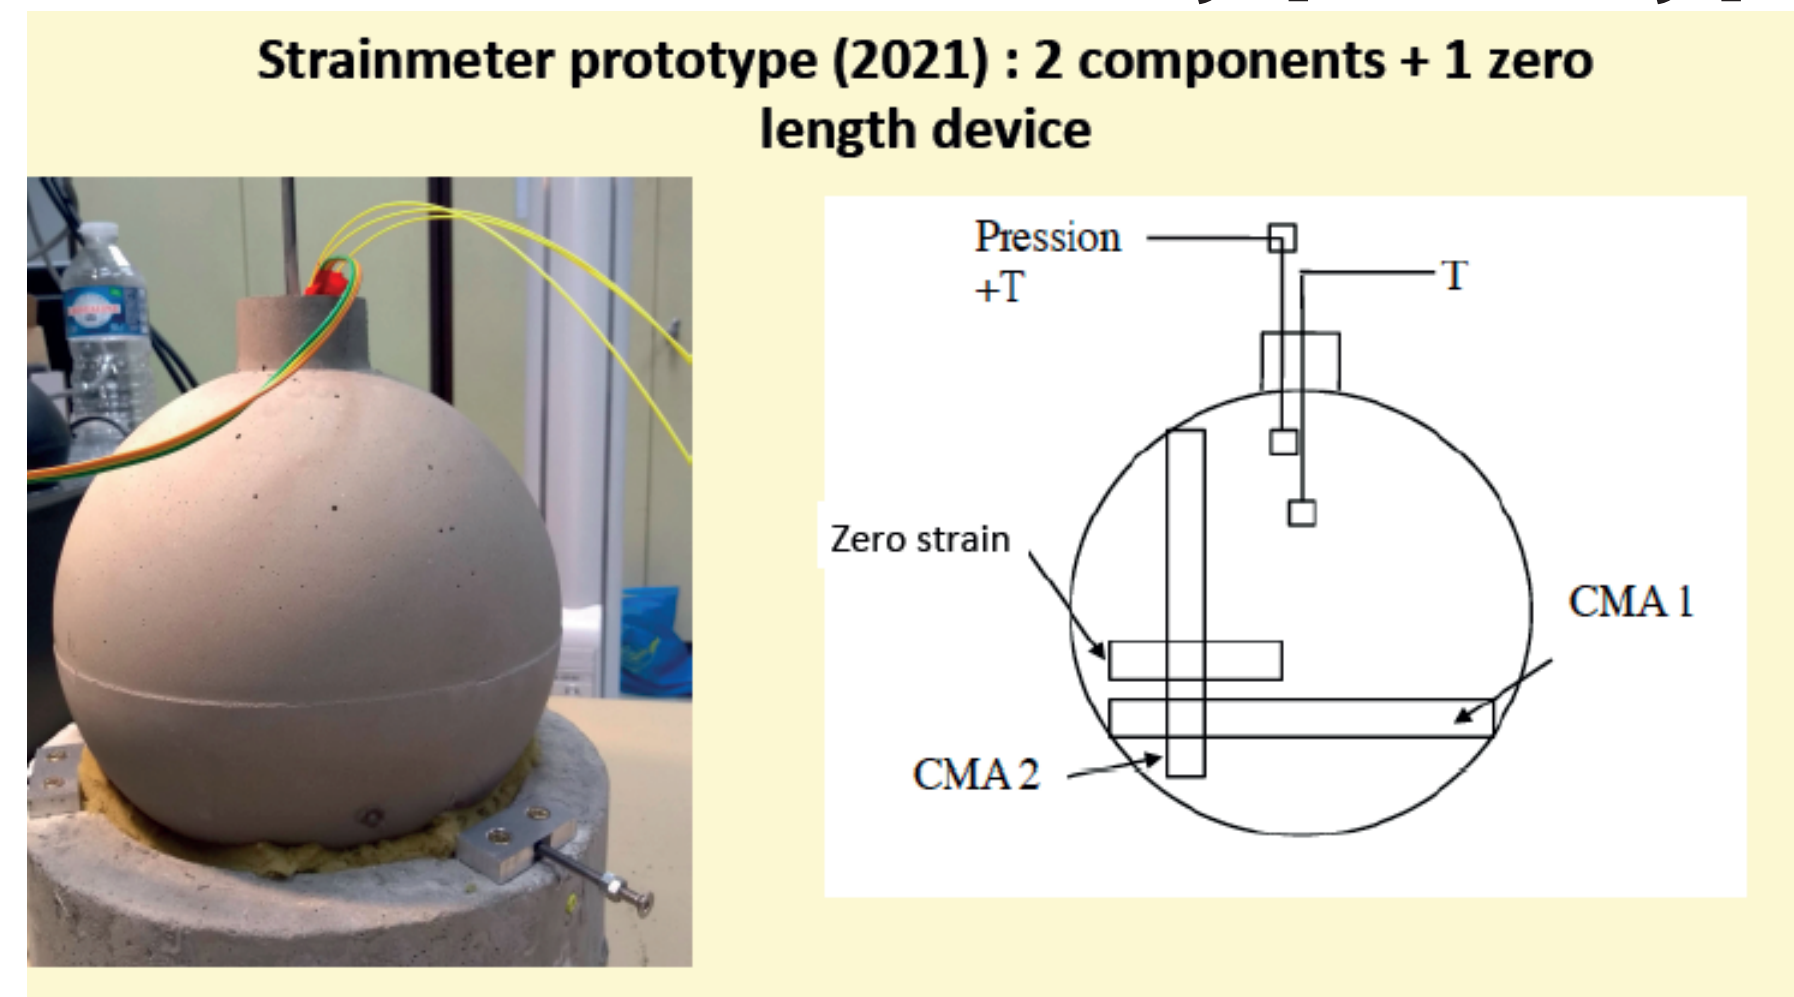 Strainmeter prototype (2021) : 2 components + 1 zero
length device
Pression
+T
T
Zero strain
CMA 1
CMA 2